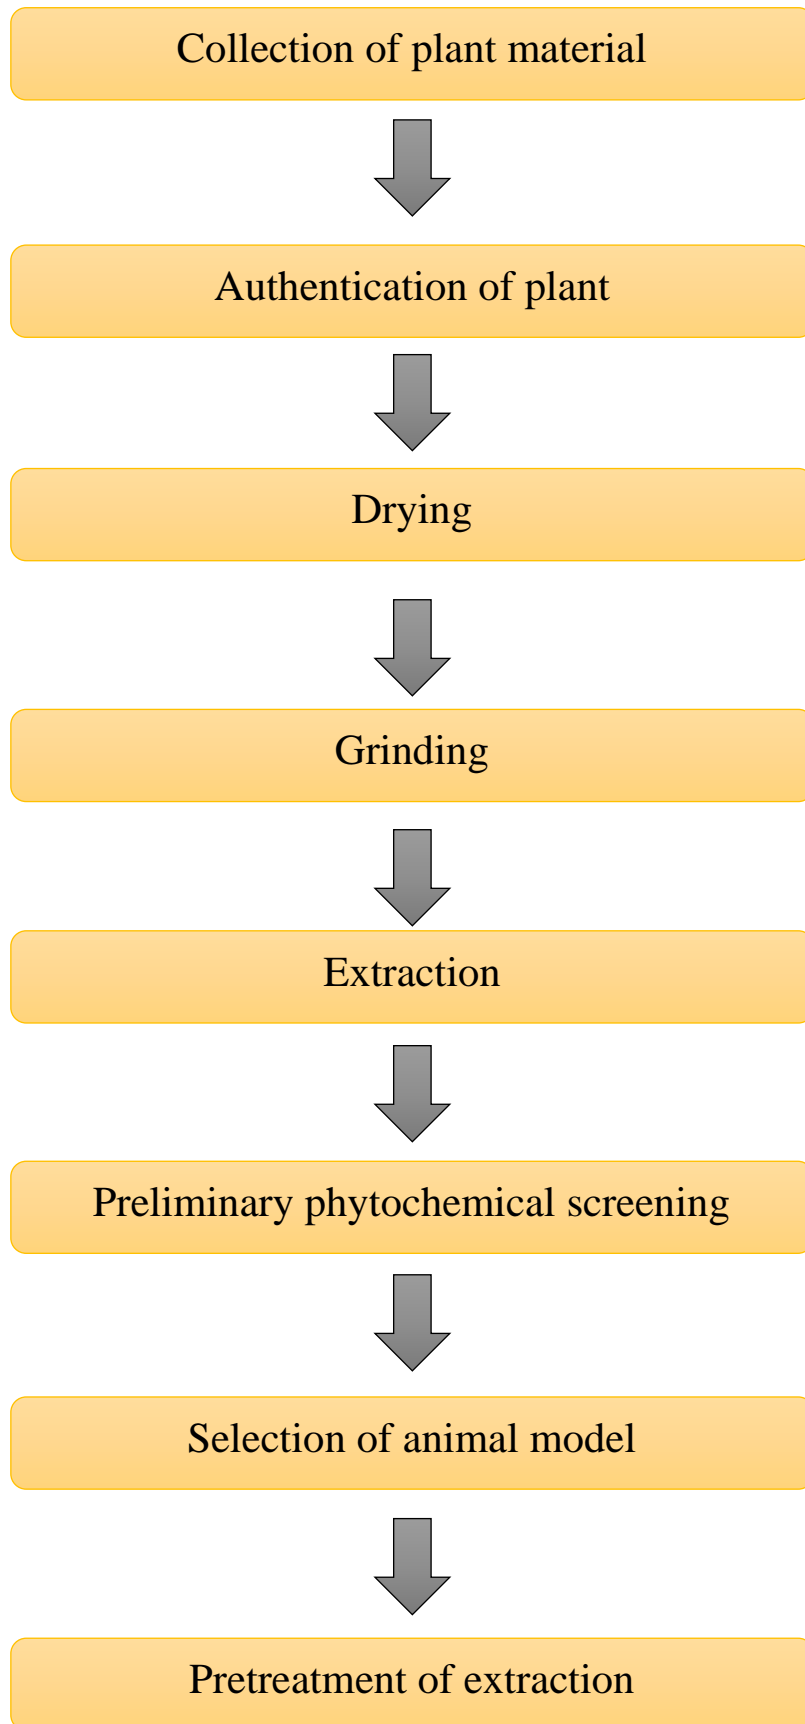 Collection of plant material
Authentication of plant
Drying
Grinding
Extraction
Preliminary phytochemical screening
Selection of animal model
Pretreatment of extraction